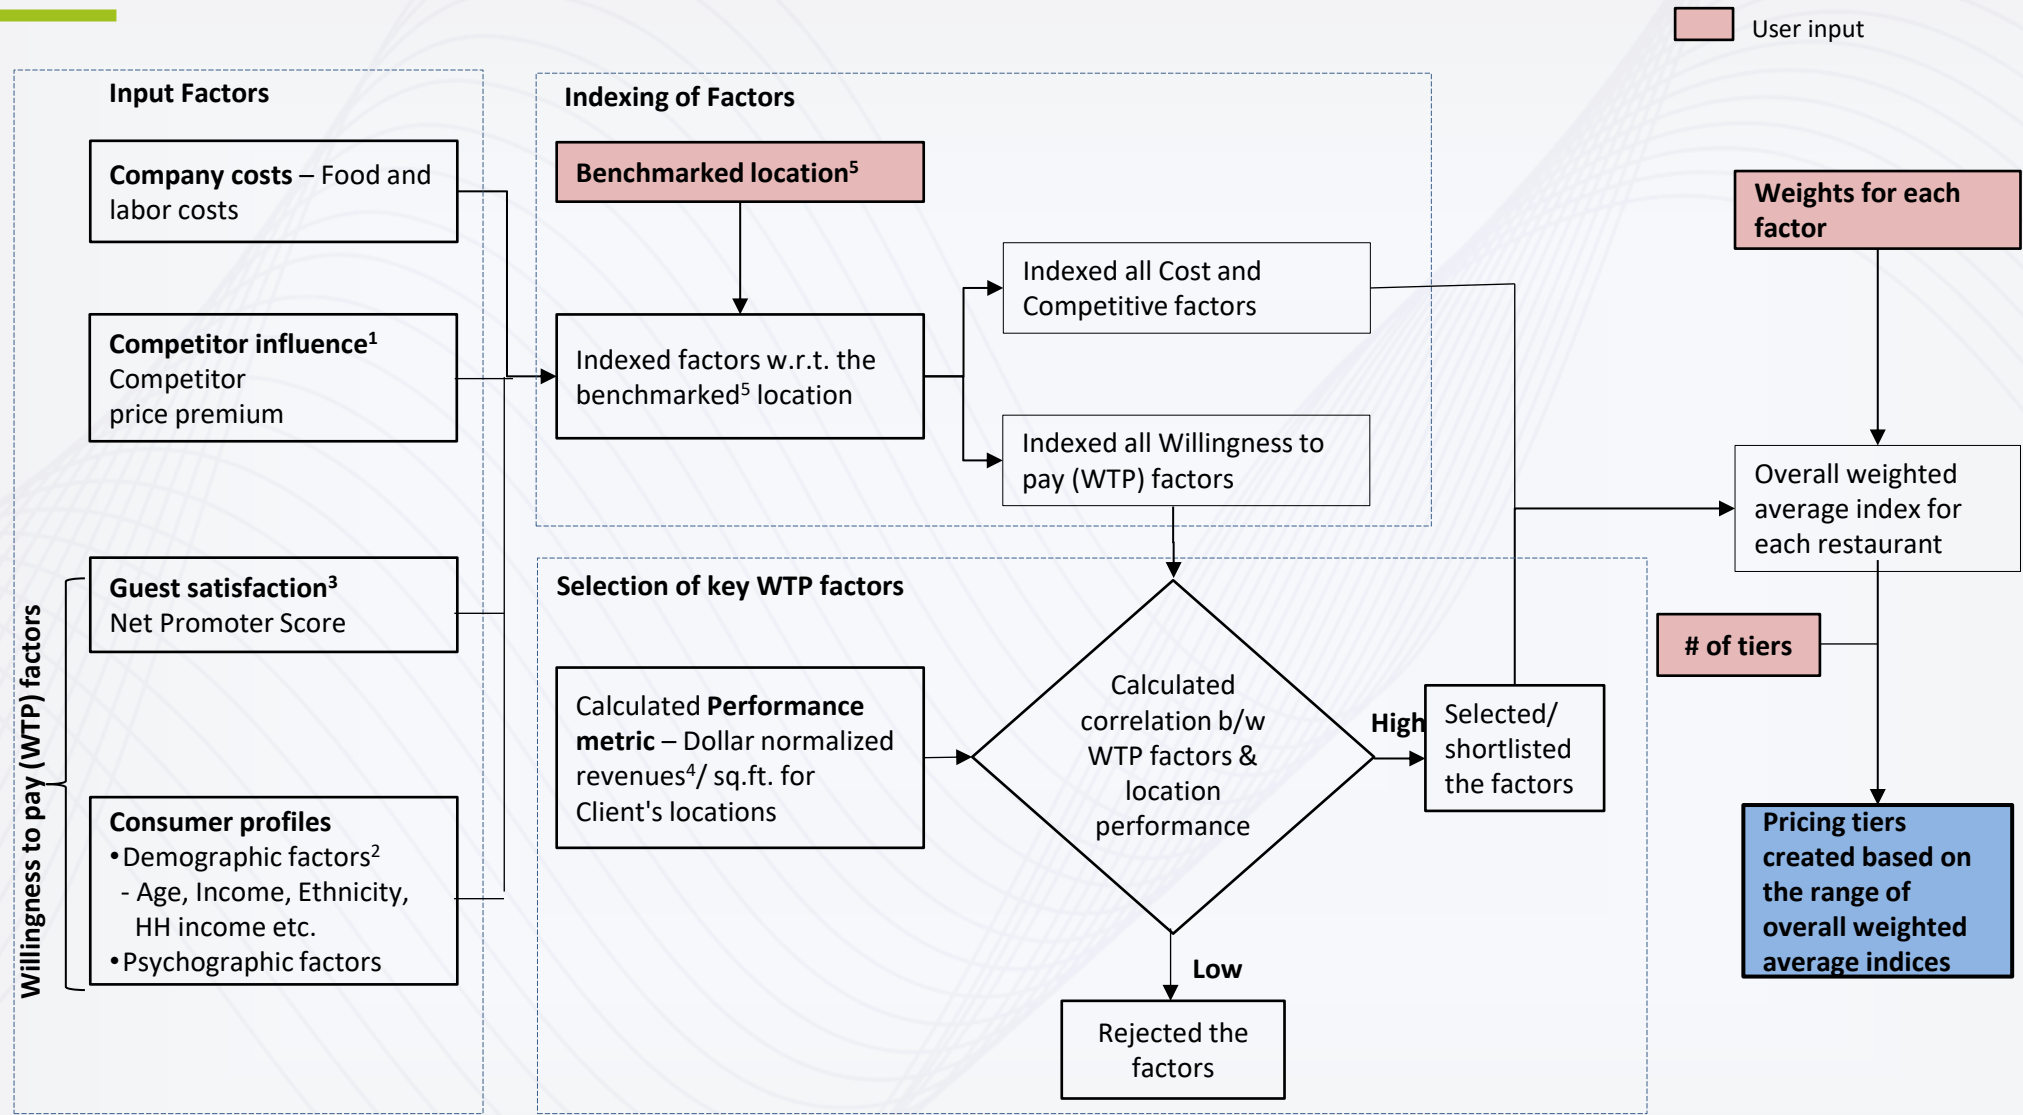 User input
Input Factors
Company costs – Food and
labor costs
Competitor influence¹
Competitor
price premium
Willingness to pay (WTP) factors
Guest satisfaction³
Net Promoter Score
Consumer profiles
•Demographic factors²
- Age, Income, Ethnicity,
HH income etc.
•Psychographic factors
Indexing of Factors
Benchmarked location⁵
Indexed factors w.r.t. the
benchmarked⁵ location
Indexed all Cost and
Competitive factors
Indexed all Willingness to
pay (WTP) factors
Selection of key WTP factors
Calculated Performance
metric – Dollar normalized
revenues⁴/ sq.ft. for
Client's locations
Calculated
correlation b/w
WTP factors &
location
performance
High
Selected/
shortlisted
the factors
Low
Rejected the
factors
Weights for each
factor
Overall weighted
average index for
each restaurant
# of tiers
Pricing tiers
created based on
the range of
overall weighted
average indices